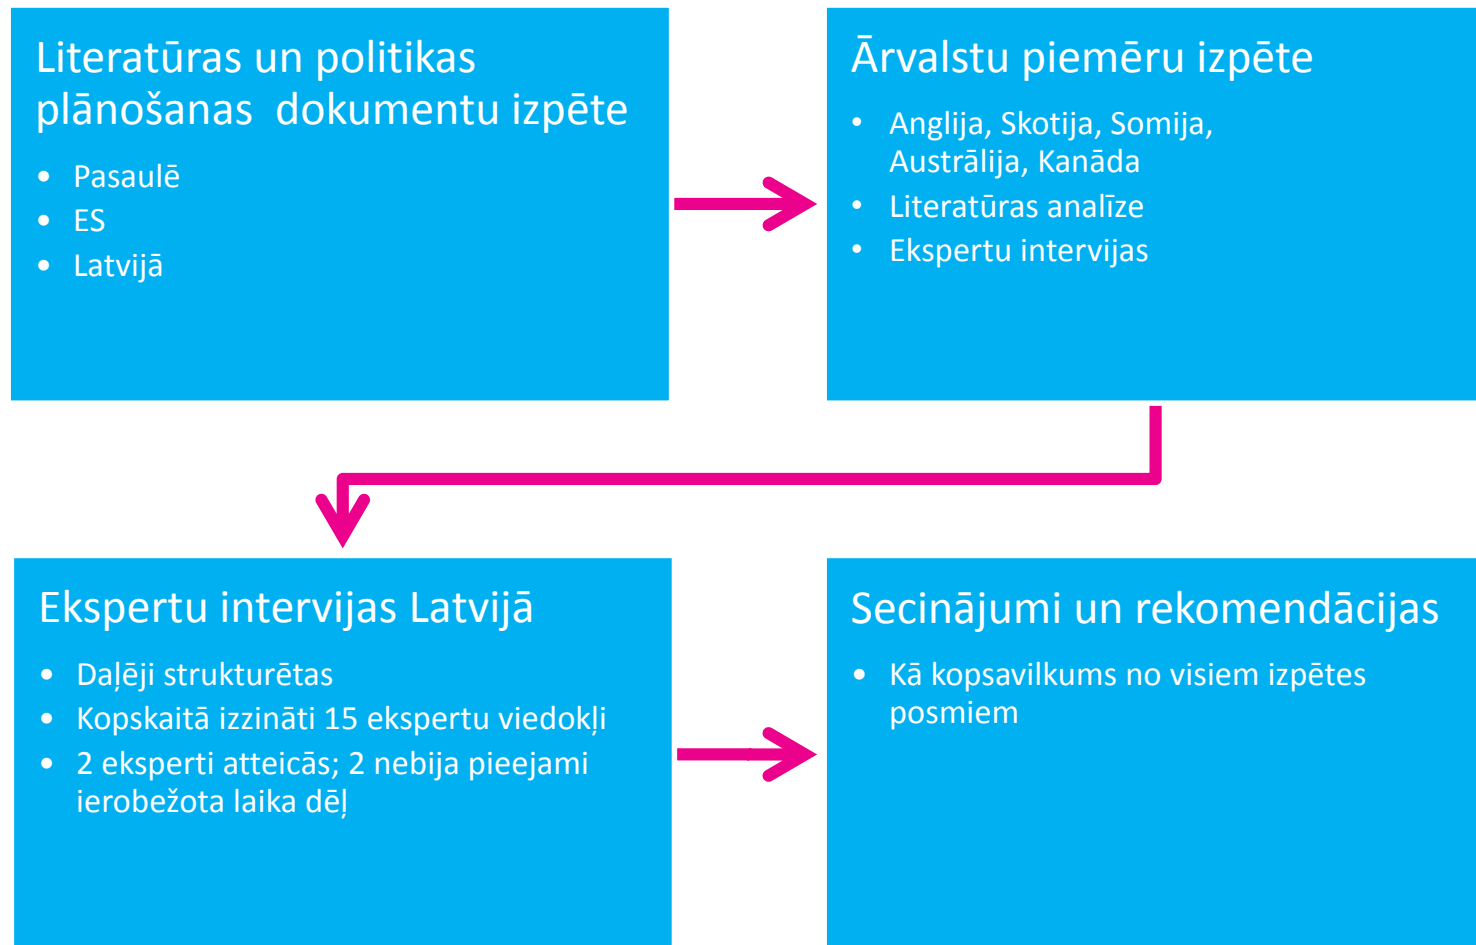 Literatūras un politikas
plānošanas dokumentu izpēte
• Pasaulē
• ES
• Latvijā
Ārvalstu piemēru izpēte
• Anglija, Skotija, Somija,
Austrālija, Kanāda
• Literatūras analīze
• Ekspertu intervijas
Ekspertu intervijas Latvijā
• Daļēji strukturētas
• Kopskaitā izzināti 15 ekspertu viedokļi
• 2 eksperti atteicās; 2 nebija pieejami
ierobežota laika dēļ
Secinājumi un rekomendācijas
• Kā kopsavilkums no visiem izpētes
posmiem